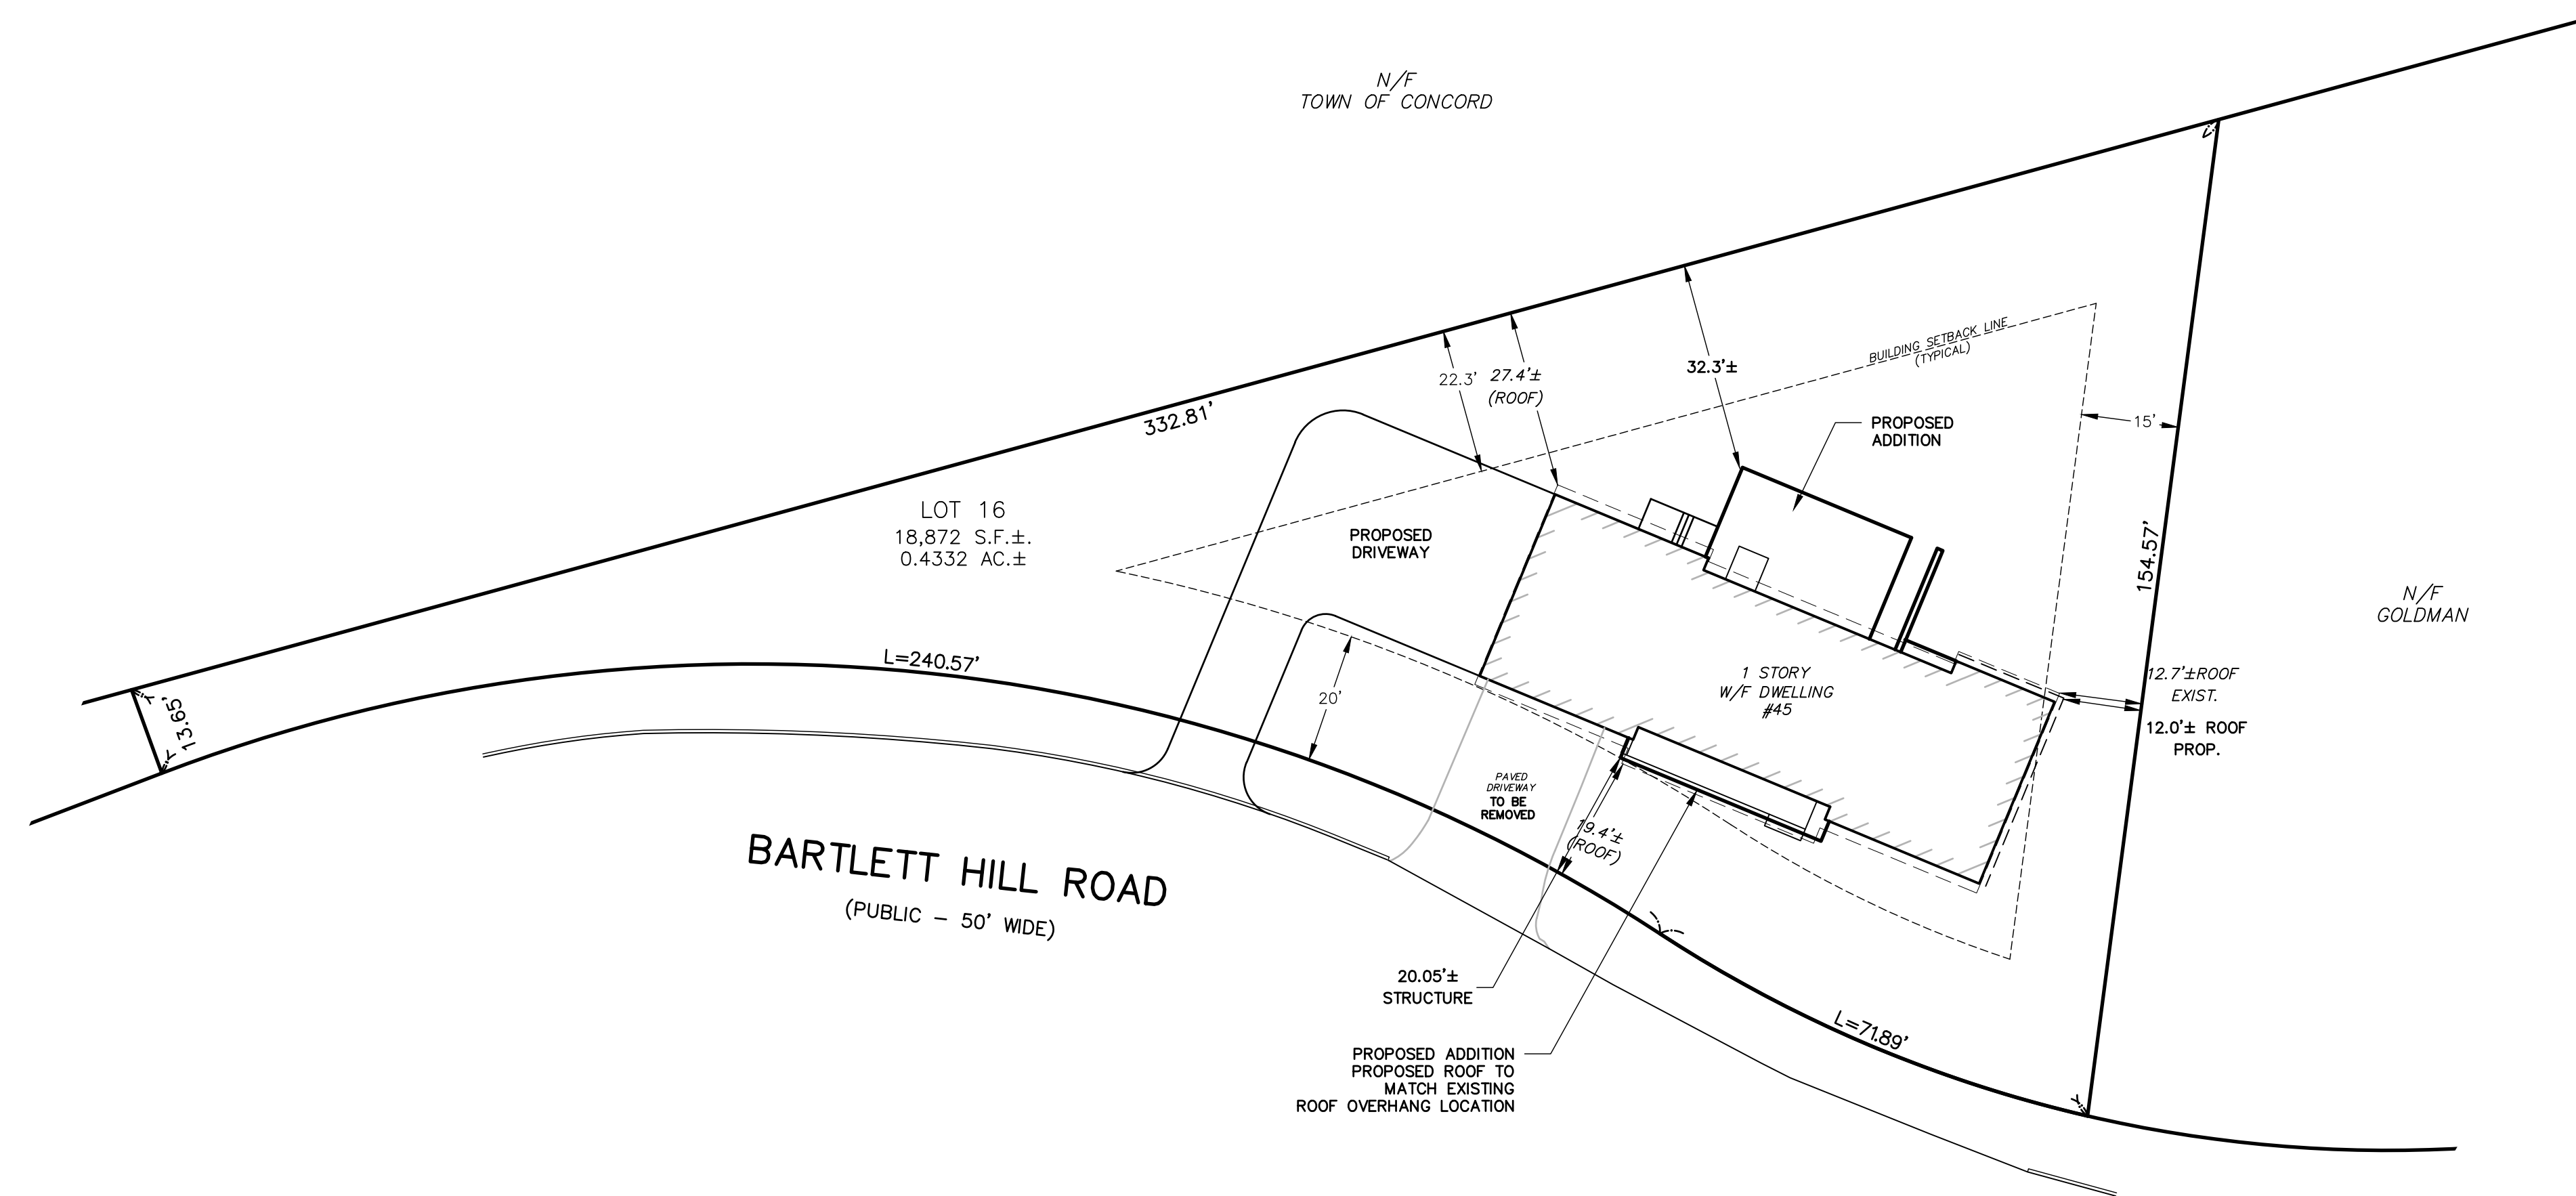 N/F
TOWN OF CONCORD
332.81'
22.3'
27.4'±
(ROOF)
32.3'±
BUILDING SETBACK LINE
(TYPICAL)
PROPOSED
ADDITION
15'
154.57'
LOT 16
18,872 S.F.±.
0.4332 AC.±
PROPOSED
DRIVEWAY
N/F
GOLDMAN
13.65'
L=240.57'
20'
1 STORY
W/F DWELLING
#45
12.7'±ROOF
EXIST.
12.0'± ROOF
PROP.
PAVED
DRIVEWAY
TO BE
REMOVED
19.4'±
(ROOF)
BARTLETT HILL ROAD
(PUBLIC - 50' WIDE)
20.05'±
STRUCTURE
L=71.89'
PROPOSED ADDITION
PROPOSED ROOF TO
MATCH EXISTING
ROOF OVERHANG LOCATION